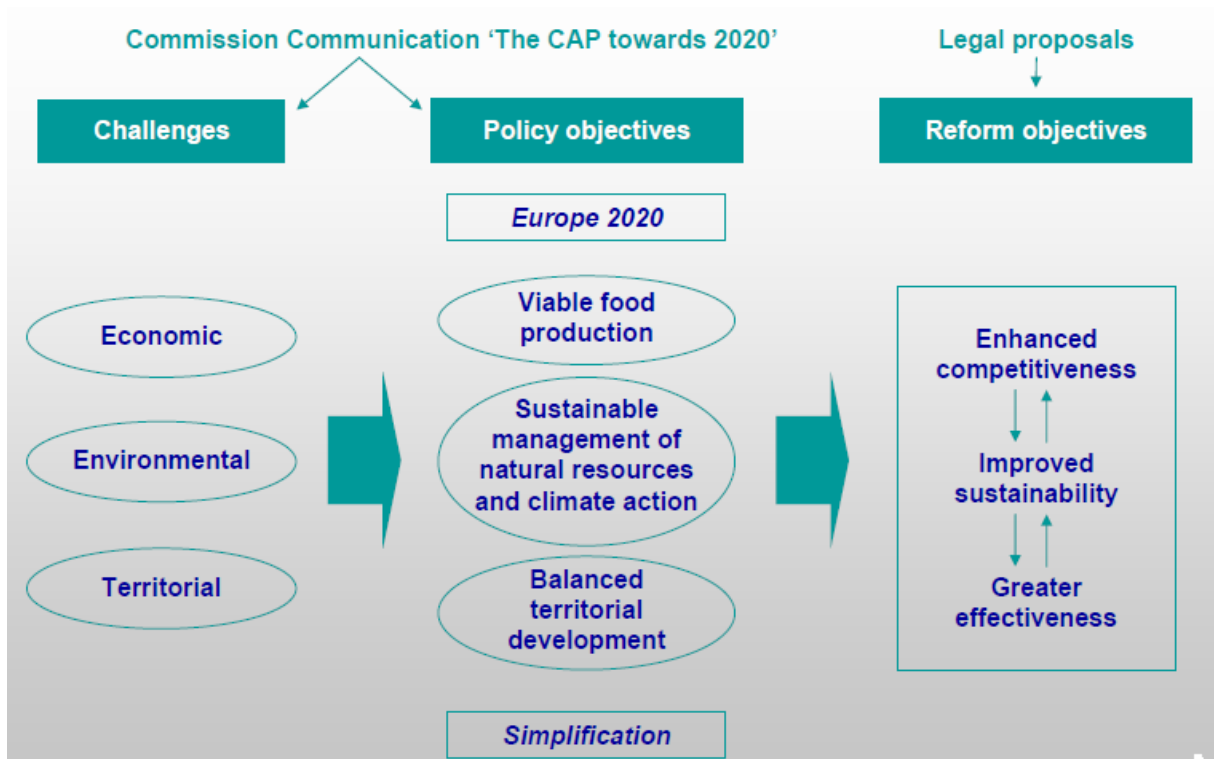 Commission Communication ‘The CAP towards 2020’
Legal proposals
Challenges
Policy objectives
Reform objectives
Europe 2020
Economic
Environmental
Territorial
Viable food
production
Sustainable
management of
natural resources
and climate action
Balanced
territorial
development
Simplification
Enhanced
competitiveness
Improved
sustainability
Greater
effectiveness